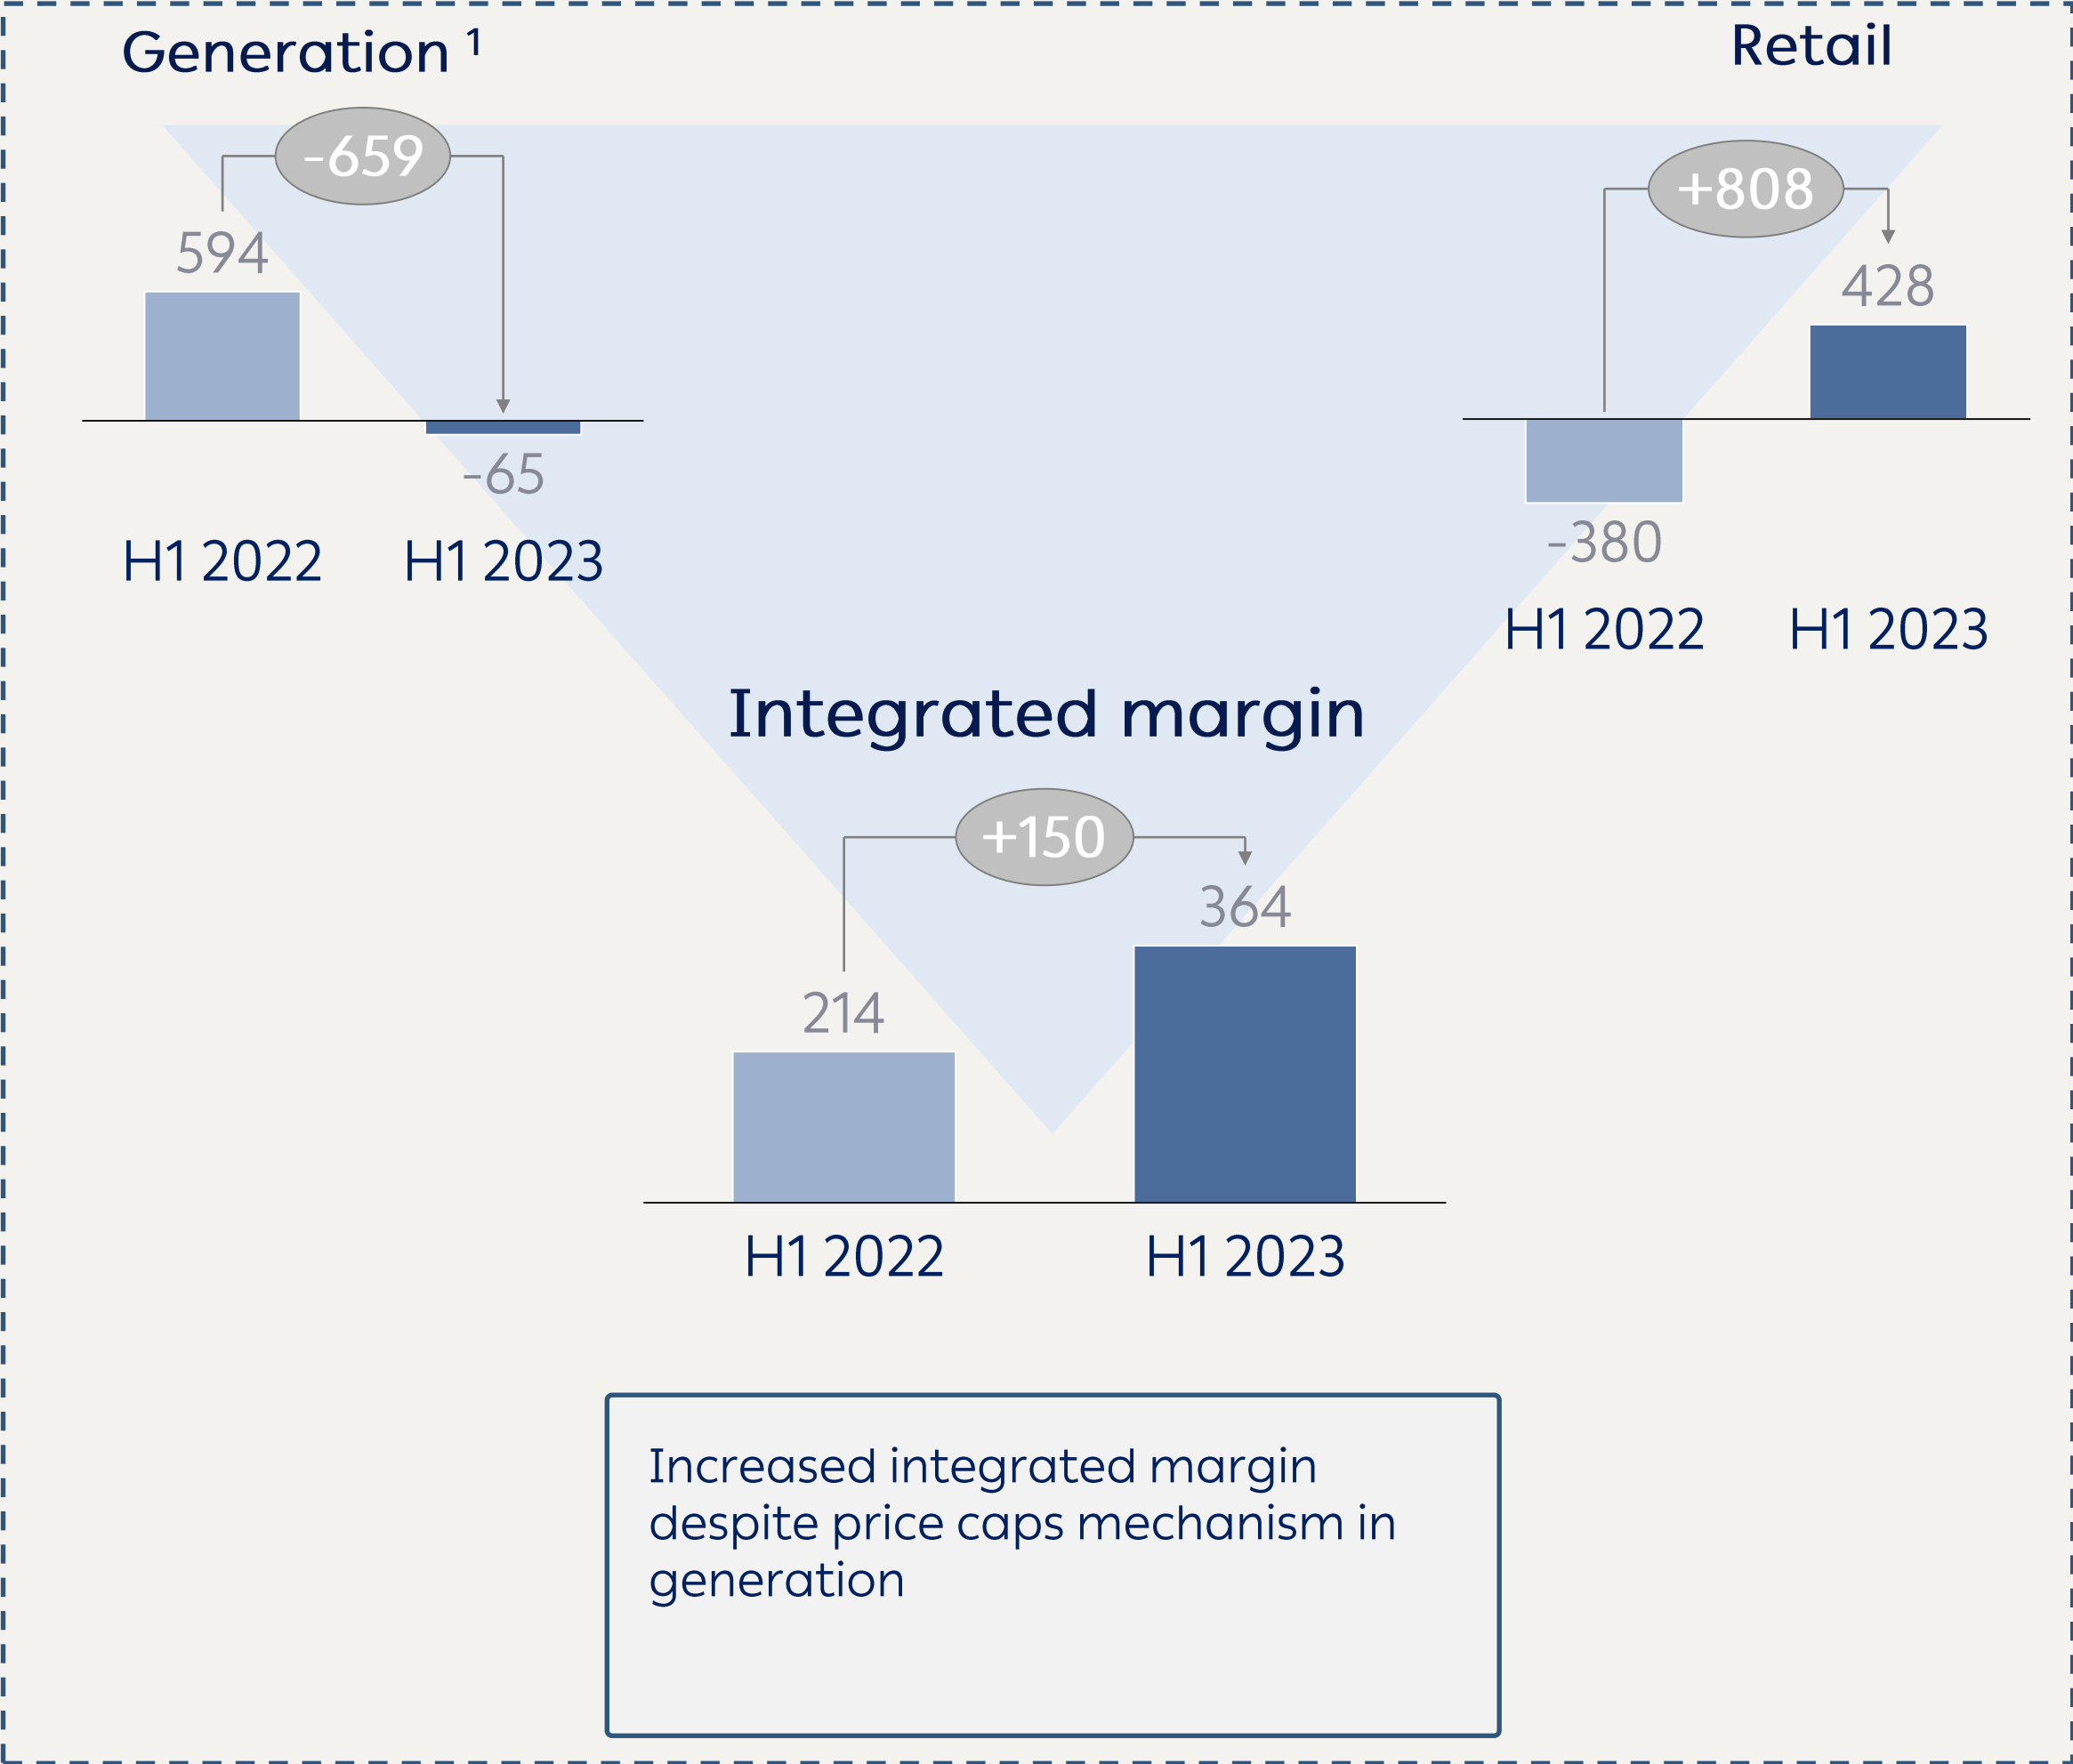 Generation ¹
-659
594
-65
H1 2022 H1 2023
Retail
+808
428
-380
H1 2022 H1 2023
Integrated margin
+150
364
214
H1 2022 H1 2023
Increased integrated margin
despite price caps mechanism in
generation